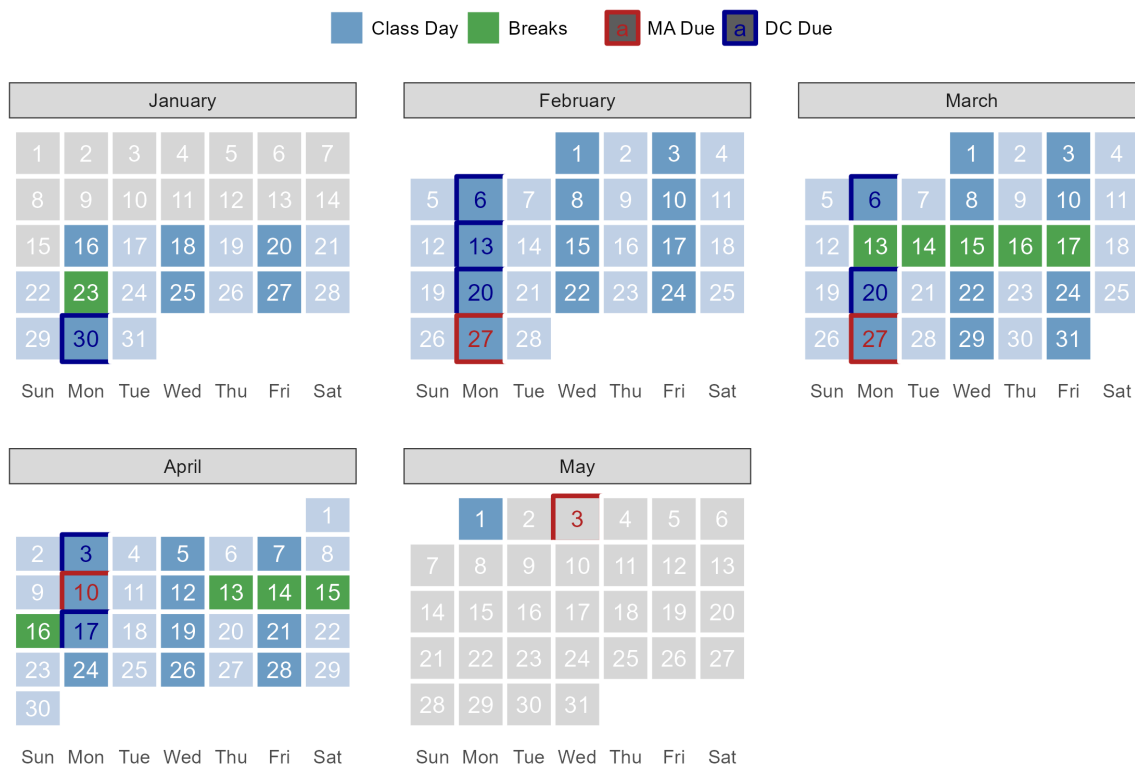 Class Day Breaks a MA Due a DC Due
January February March
1 2 3 4 5 6 7 1 2 3 4 1 2 3 4
8 9 10 11 12 13 14 5 6 7 8 9 10 11 5 6 7 8 9 10 11
15 16 17 18 19 20 21 12 13 14 15 16 17 18 12 13 14 15 16 17 18
22 23 24 25 26 27 28 19 20 21 22 23 24 25 19 20 21 22 23 24 25
29 30 31 26 27 28 26 27 28 29 30 31
Sun Mon Tue Wed Thu Fri Sat Sun Mon Tue Wed Thu Fri Sat Sun Mon Tue Wed Thu Fri Sat
April May
1 1 2 3 4 5 6
2 3 4 5 6 7 8 7 8 9 10 11 12 13
9 10 11 12 13 14 15 14 15 16 17 18 19 20
16 17 18 19 20 21 22 21 22 23 24 25 26 27
23 24 25 26 27 28 29 28 29 30 31
30
Sun Mon Tue Wed Thu Fri Sat Sun Mon Tue Wed Thu Fri Sat